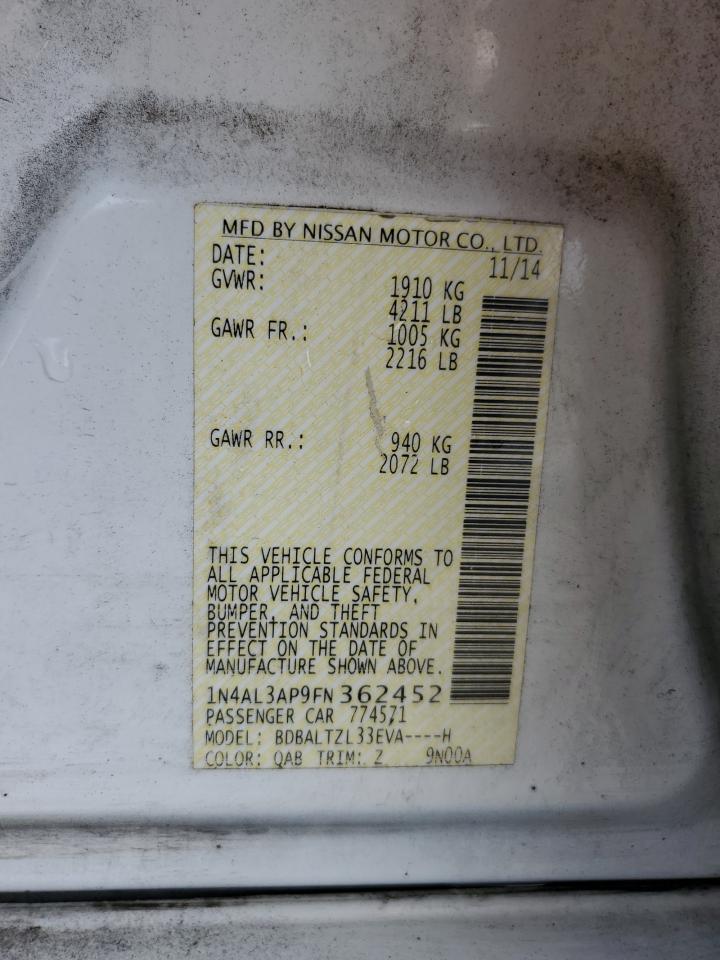 MFD BY NISSAN MOTOR CO., LTD.
DATE: 11/14
GVWR: 1910 KG
4211 LB
GAWR FR.: 1005 KG
2216 LB
GAWR RR.: 940 KG
2072 LB
THIS VEHICLE CONFORMS TO
ALL APPLICABLE FEDERAL
MOTOR VEHICLE SAFETY,
BUMPER, AND THEFT
PREVENTION STANDARDS IN
EFFECT ON THE DATE OF
MANUFACTURE SHOWN ABOVE.
1N4AL3AP9FN362452
PASSENGER CAR 774571
MODEL: BDBALTZL33EVA----H
COLOR: QAB TRIM: Z 9N00A